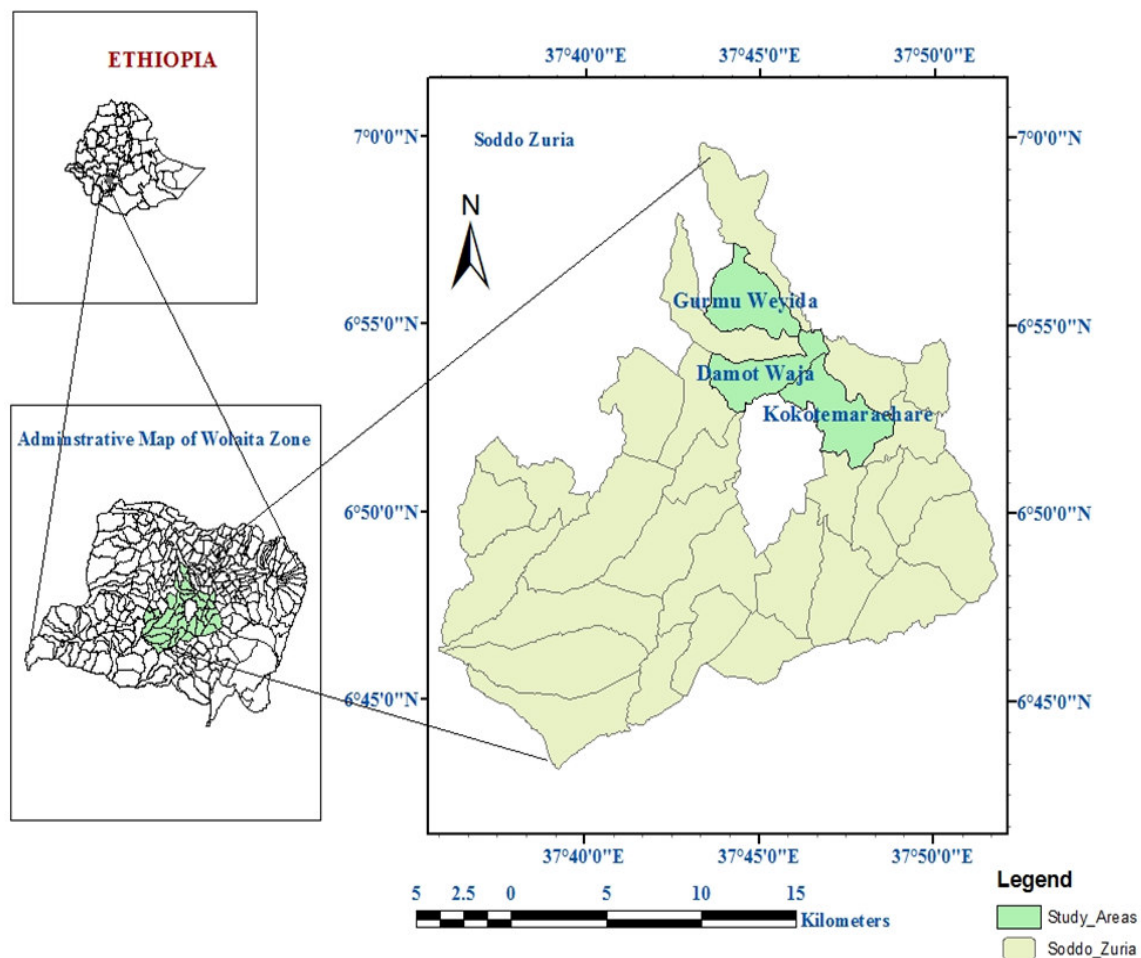 ETHIOPIA
Adminstrative Map of Wolaita Zone
37°40'0"E 37°45'0"E 37°50'0"E
7°0'0"N 7°0'0"N
Soddo Zuria
N
Gurmu Weyida
6°55'0"N 6°55'0"N
Damot Waja
Kokotemarachare
6°50'0"N 6°50'0"N
6°45'0"N 6°45'0"N
37°40'0"E 37°45'0"E 37°50'0"E
5 2.5 0 5 10 15
Kilometers
Legend
Study_Areas
Soddo_Zuria